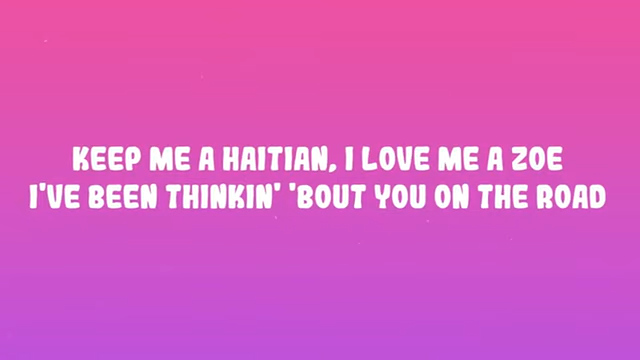 KEEP ME A HAITIAN, I LOVE ME A ZOE
I'VE BEEN THINKIN' 'BOUT YOU ON THE ROAD